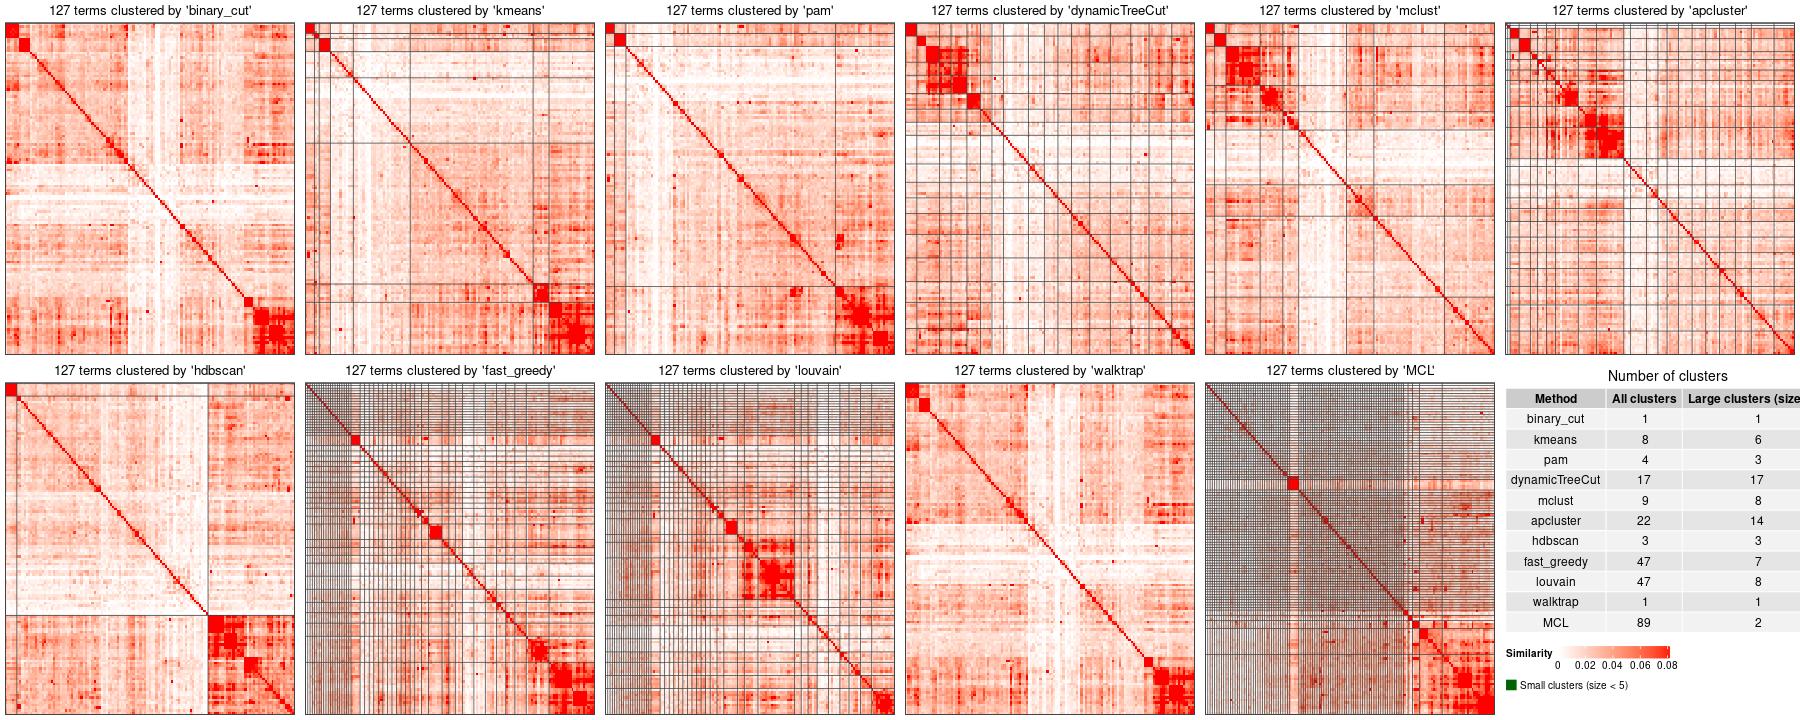 127 terms clustered by 'binary_cut'
127 terms clustered by 'kmeans'
127 terms clustered by 'pam'
127 terms clustered by 'dynamicTreeCut'
127 terms clustered by 'mclust'
127 terms clustered by 'apcluster'
127 terms clustered by 'hdbscan'
127 terms clustered by 'fast_greedy'
127 terms clustered by 'louvain'
127 terms clustered by 'walktrap'
127 terms clustered by 'MCL'
Number of clusters
Method All clusters Large clusters (size
binary_cut 1 1
kmeans 8 6
pam 4 3
dynamicTreeCut 17 17
mclust 9 8
apcluster 22 14
hdbscan 3 3
fast_greedy 47 7
louvain 47 8
walktrap 1 1
MCL 89 2
Similarity
0 0.02 0.04 0.06 0.08
Small clusters (size < 5)